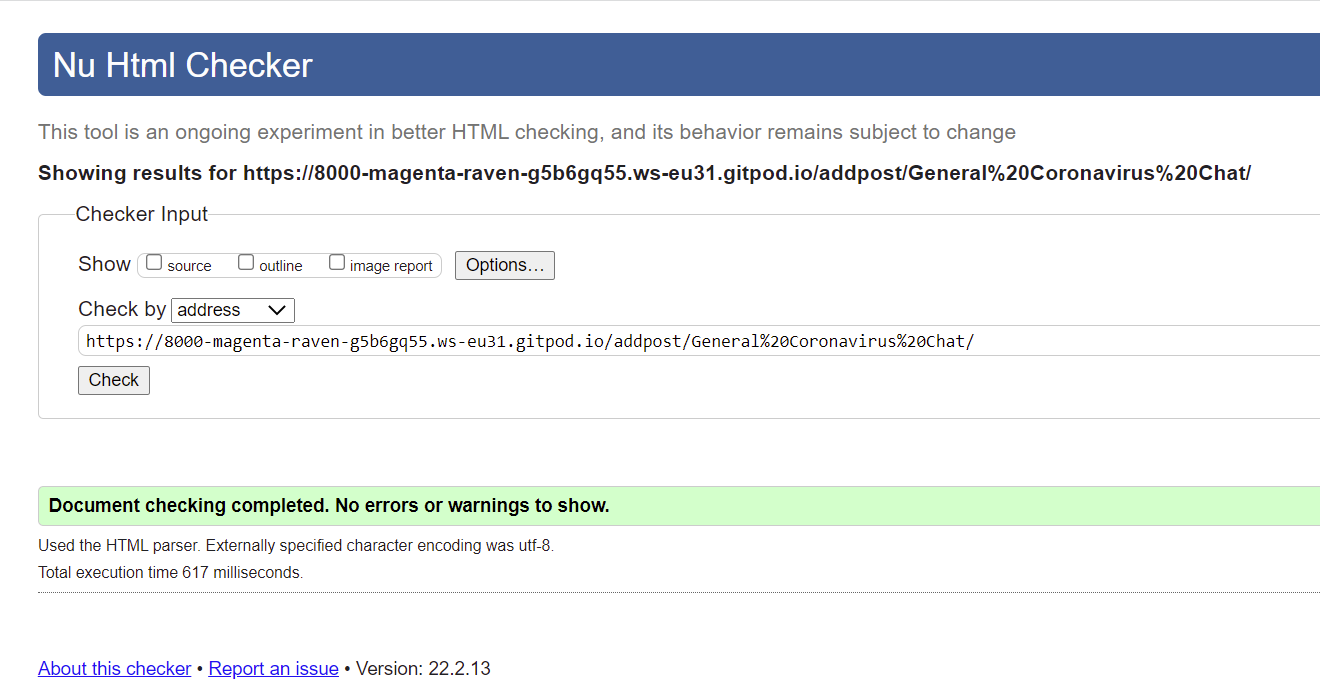 Nu Html Checker
This tool is an ongoing experiment in better HTML checking, and its behavior remains subject to change
Showing results for https://8000-magenta-raven-g5b6gq55.ws-eu31.gitpod.io/addpost/General%20Coronavirus%20Chat/
Checker Input
Show source outline image report Options...
Check by address
https://8000-magenta-raven-g5b6gq55.ws-eu31.gitpod.io/addpost/General%20Coronavirus%20Chat/
Check
Document checking completed. No errors or warnings to show.
Used the HTML parser. Externally specified character encoding was utf-8.
Total execution time 617 milliseconds.
About this checker • Report an issue • Version: 22.2.13